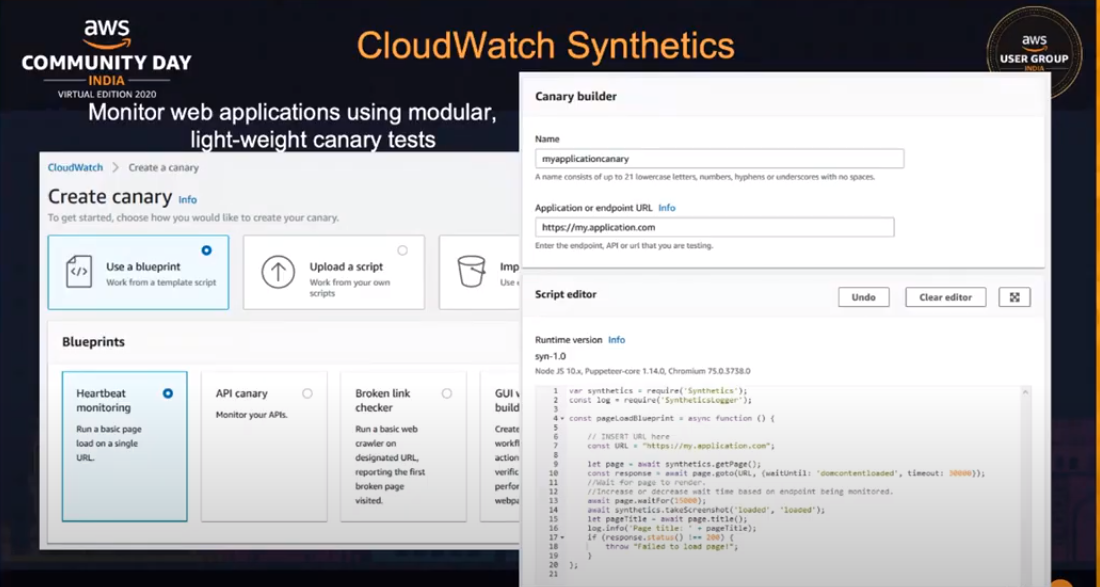 aws
COMMUNITY DAY
INDIA
VIRTUAL EDITION 2020
CloudWatch Synthetics
aws
USER GROUP
INDIA
Monitor web applications using modular,
light-weight canary tests
CloudWatch > Create a canary
Create canary Info
To get started, choose how you would like to create your canary.
Use a blueprint
Work from a template script
Upload a script
Work from your own
scripts
Imp
Use
Blueprints
Heartbeat
monitoring
Run a basic page
load on a single
URL.
API canary
Monitor your APIs.
Broken link
checker
Run a basic web
crawler on
designated URL,
reporting the first
broken page
visited.
GUI
build
Create
workfl
action
verific
perfor
webpa
Canary builder
Name
myapplicationcanary
A name consists of up to 21 lowercase letters, numbers, hyphens or underscores with no spaces.
Application or endpoint URL Info
https://my.application.com
Enter the endpoint, API or url that you are testing.
Script editor
Undo
Clear editor
Runtime version Info
syn-1.0
Node JS 10.x, Puppeteer-core 1.14.0, Chromium 75.0.3738.0
1 var synthetics = require('Synthetics');
2 const log = require('SyntheticsLogger');
3
4 const pageLoadBlueprint = async function () {
5
6 // INSERT URL here
7 const URL = "https://my.application.com";
8
9 let page = await synthetics.getPage();
10 const response = await page.goto(URL, {waitUntil: 'domcontentloaded', timeout: 30000});
11 //Wait for page to render.
12 //Increase or decrease wait time based on endpoint being monitored.
13 await page.waitFor(15000);
14 await synthetics.takeScreenshot('loaded', 'loaded');
15 let pageTitle = await page.title();
16 log.info('Page title: ' + pageTitle);
17 if (response.status() !== 200) {
18 throw "Failed to load page!";
19 }
20 };
21